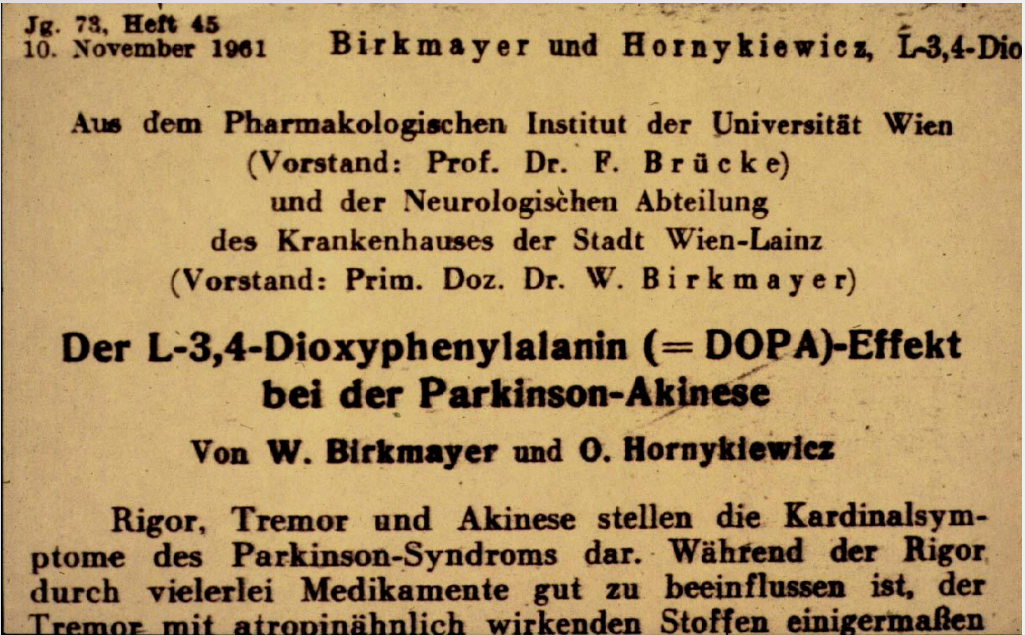 Jg. 73, Heft 45
10. November 1961
Birkmayer und Hornykiewicz, L-3,4-Dio
Aus dem Pharmakologischen Institut der Universität Wien
(Vorstand: Prof. Dr. F. Brücke)
und der Neurologischen Abteilung
des Krankenhauses der Stadt Wien-Lainz
(Vorstand: Prim. Doz. Dr. W. Birkmayer)
Der L-3,4-Dioxyphenylalanin (= DOPA)-Effekt
bei der Parkinson-Akinese
Von W. Birkmayer und O. Hornykiewicz
Rigor, Tremor und Akinese stellen die Kardinalsym-
ptome des Parkinson-Syndroms dar. Während der Rigor
durch vielerlei Medikamente gut zu beeinflussen ist, der
Tremor mit atropinähnlich wirkenden Stoffen einigermaßen